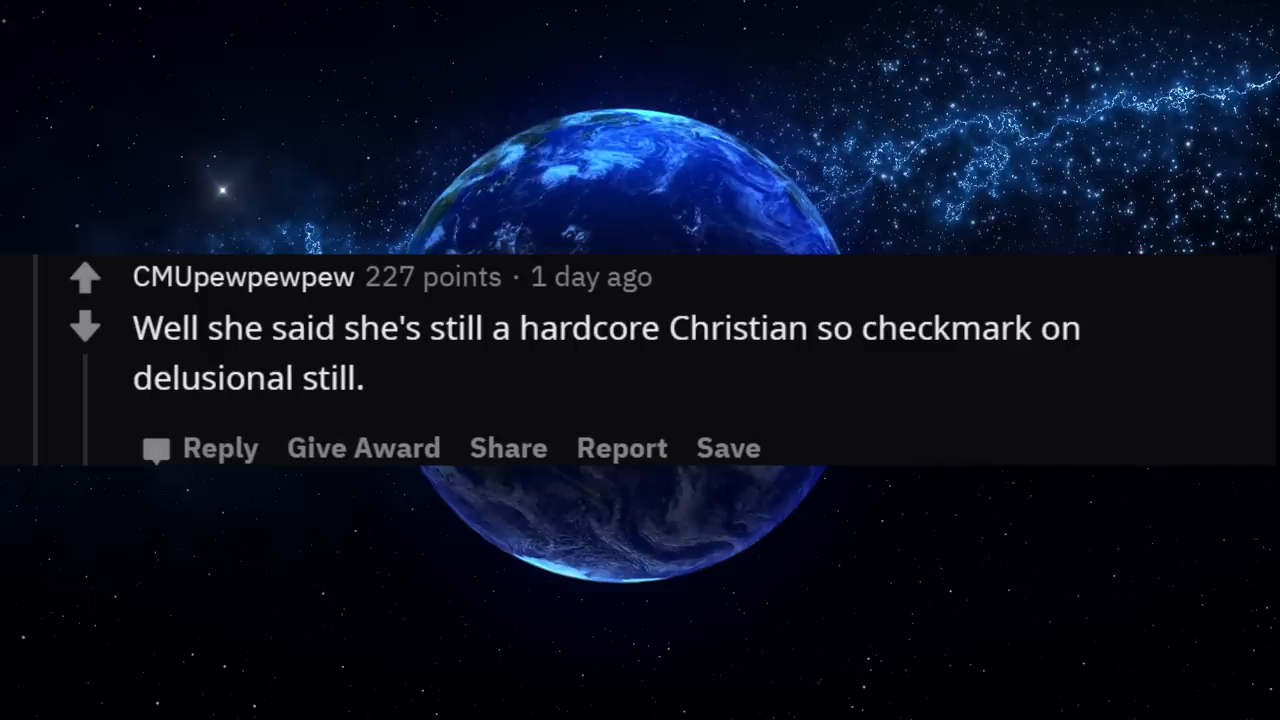 CMUpewpewpew 227 points · 1 day ago
Well she said she's still a hardcore Christian so checkmark on
delusional still.
Reply Give Award Share Report Save